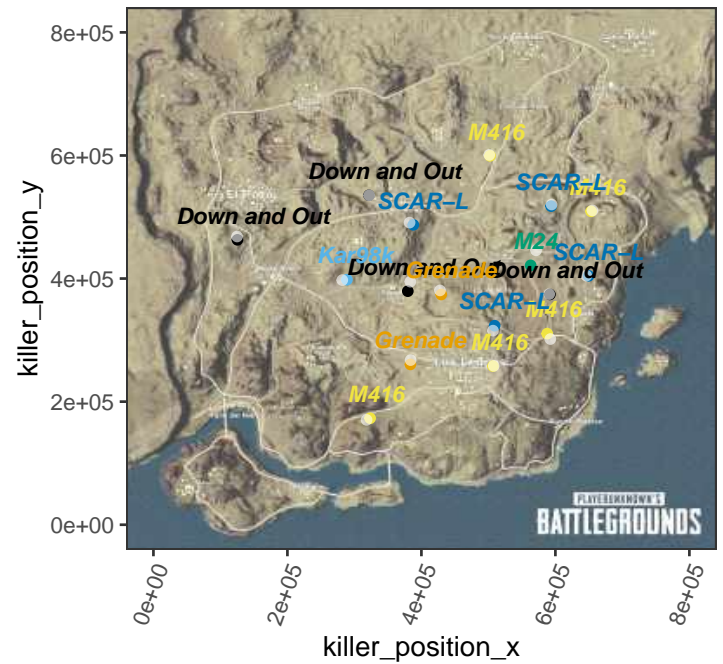 8e+05
M416
6e+05
Down and Out
SCAR−L
M416
SCAR−L
Down and Out
M24
SCAR−L
Kar98k
Down and Out
Grenade
Down and Out
4e+05
SCAR−L
M416
Grenade
M416
M416
2e+05
0e+00
PLAYERUNKNOWN'S
BATTLEGROUNDS
0e+00
2e+05
4e+05
6e+05
8e+05
killer_position_x
killer_position_y